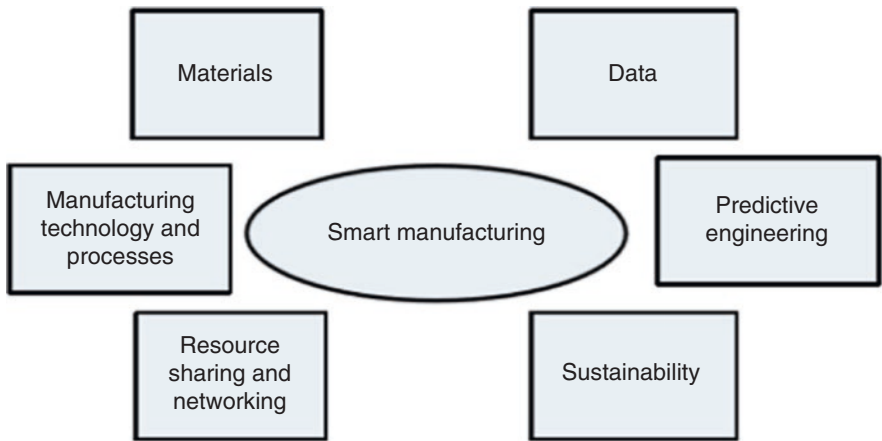 Materials
Data
Manufacturing
technology and
processes
Smart manufacturing
Predictive
engineering
Resource
sharing and
networking
Sustainability